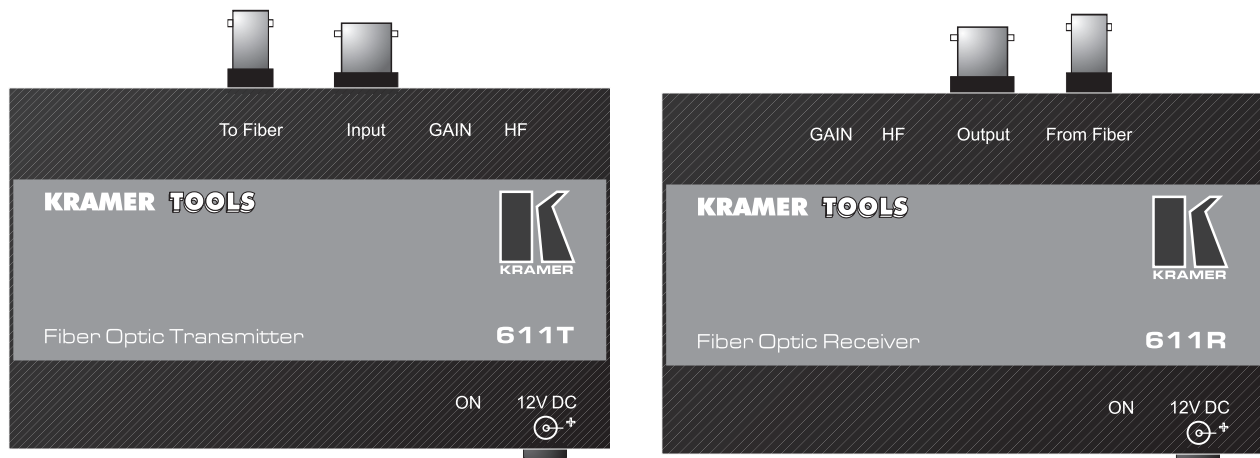 To Fiber Input GAIN HF
KRAMER TOOLS
KRAMER
Fiber Optic Transmitter 611T
ON 12V DC
+
GAIN HF Output From Fiber
KRAMER TOOLS
KRAMER
Fiber Optic Receiver 611R
ON 12V DC
+